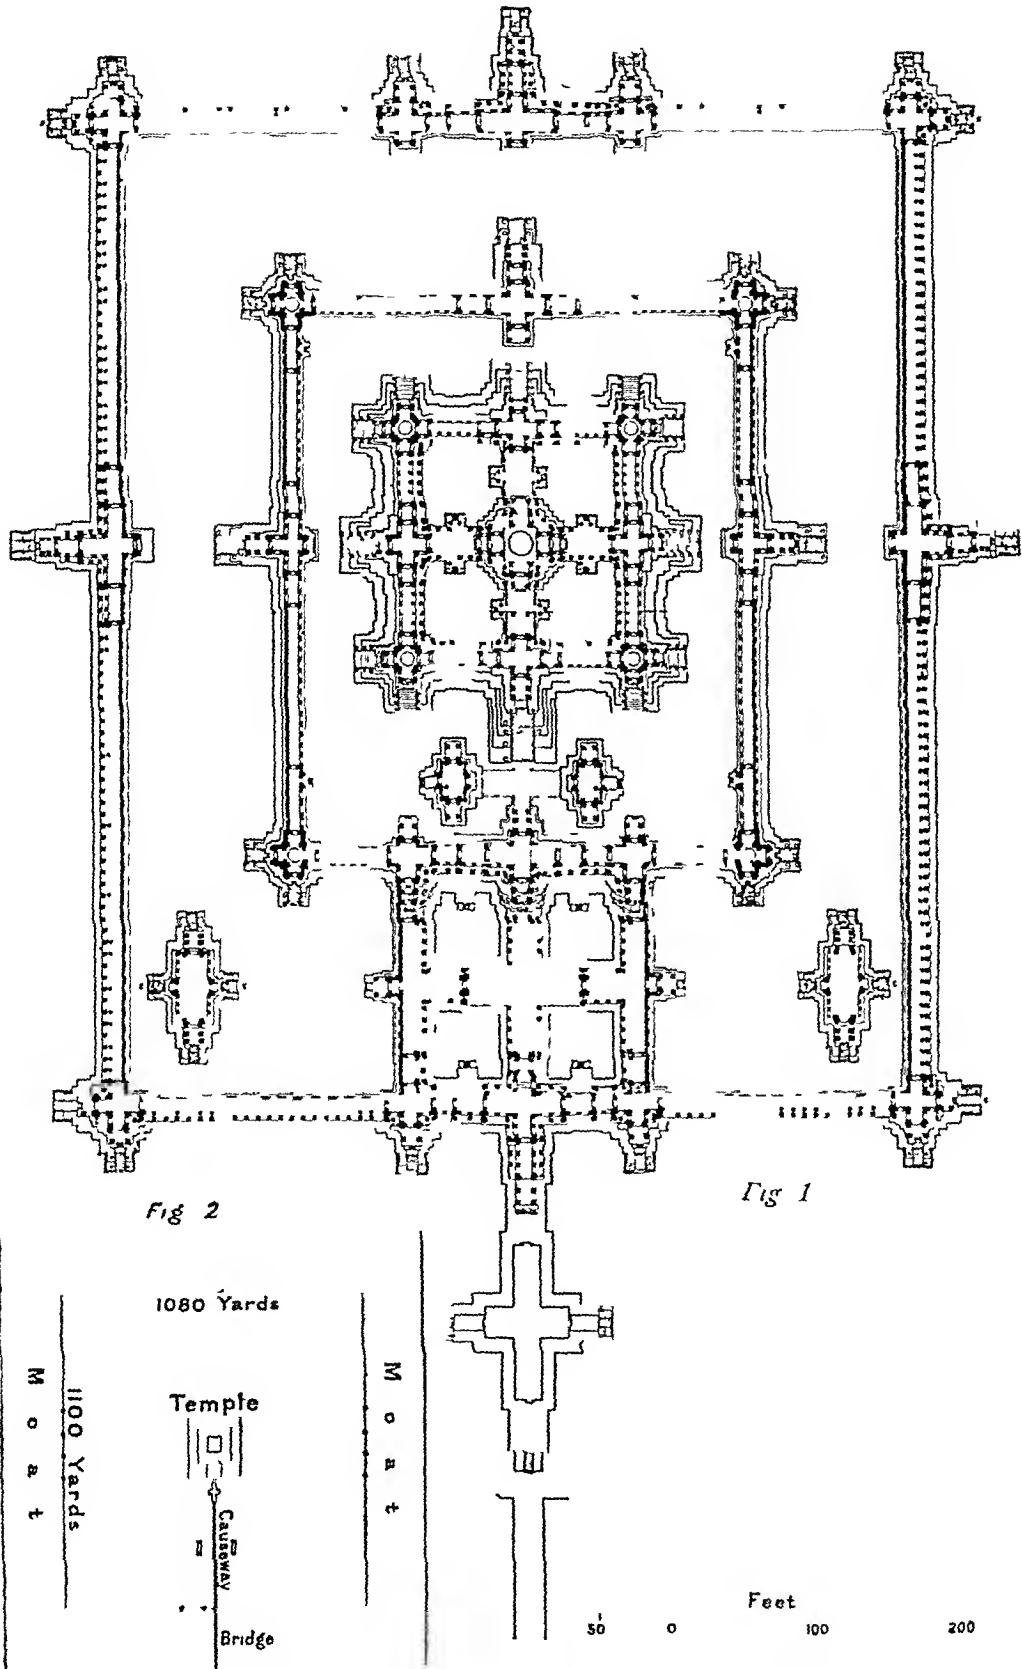 Fig 1
Fig 2
1080 Yards
Moat
1100 Yards
Temple
Moat
Causeway
Bridge
Feet
50 0 100 200